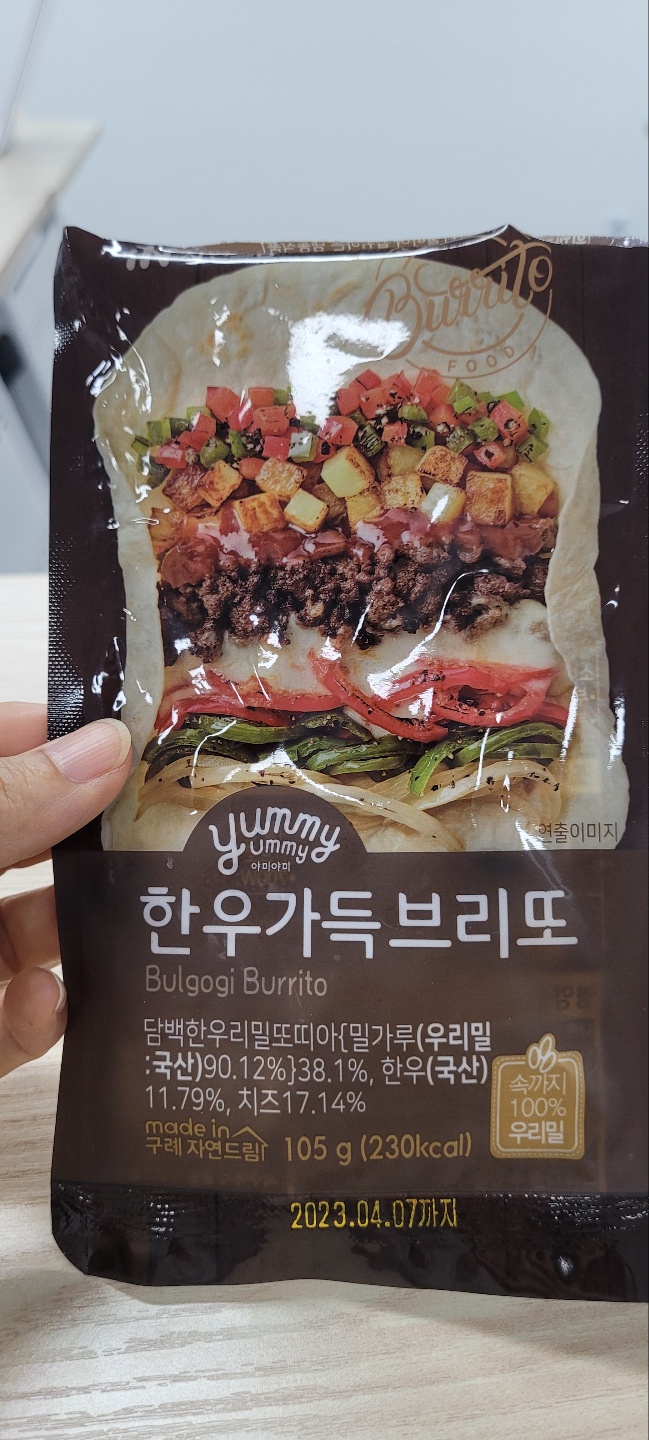 Burrito
FOOD
연출이미지
yummy
ummy
야미야미
한우가득브리또
Bulgogi Burrito
담백한우리밀또띠아{밀가루(우리밀
:국산)90.12%}38.1%, 한우(국산)
11.79%, 치즈17.14%
속까지
100%
우리밀
made in
구례 자연드림
105 g (230kcal)
2023.04.07까지